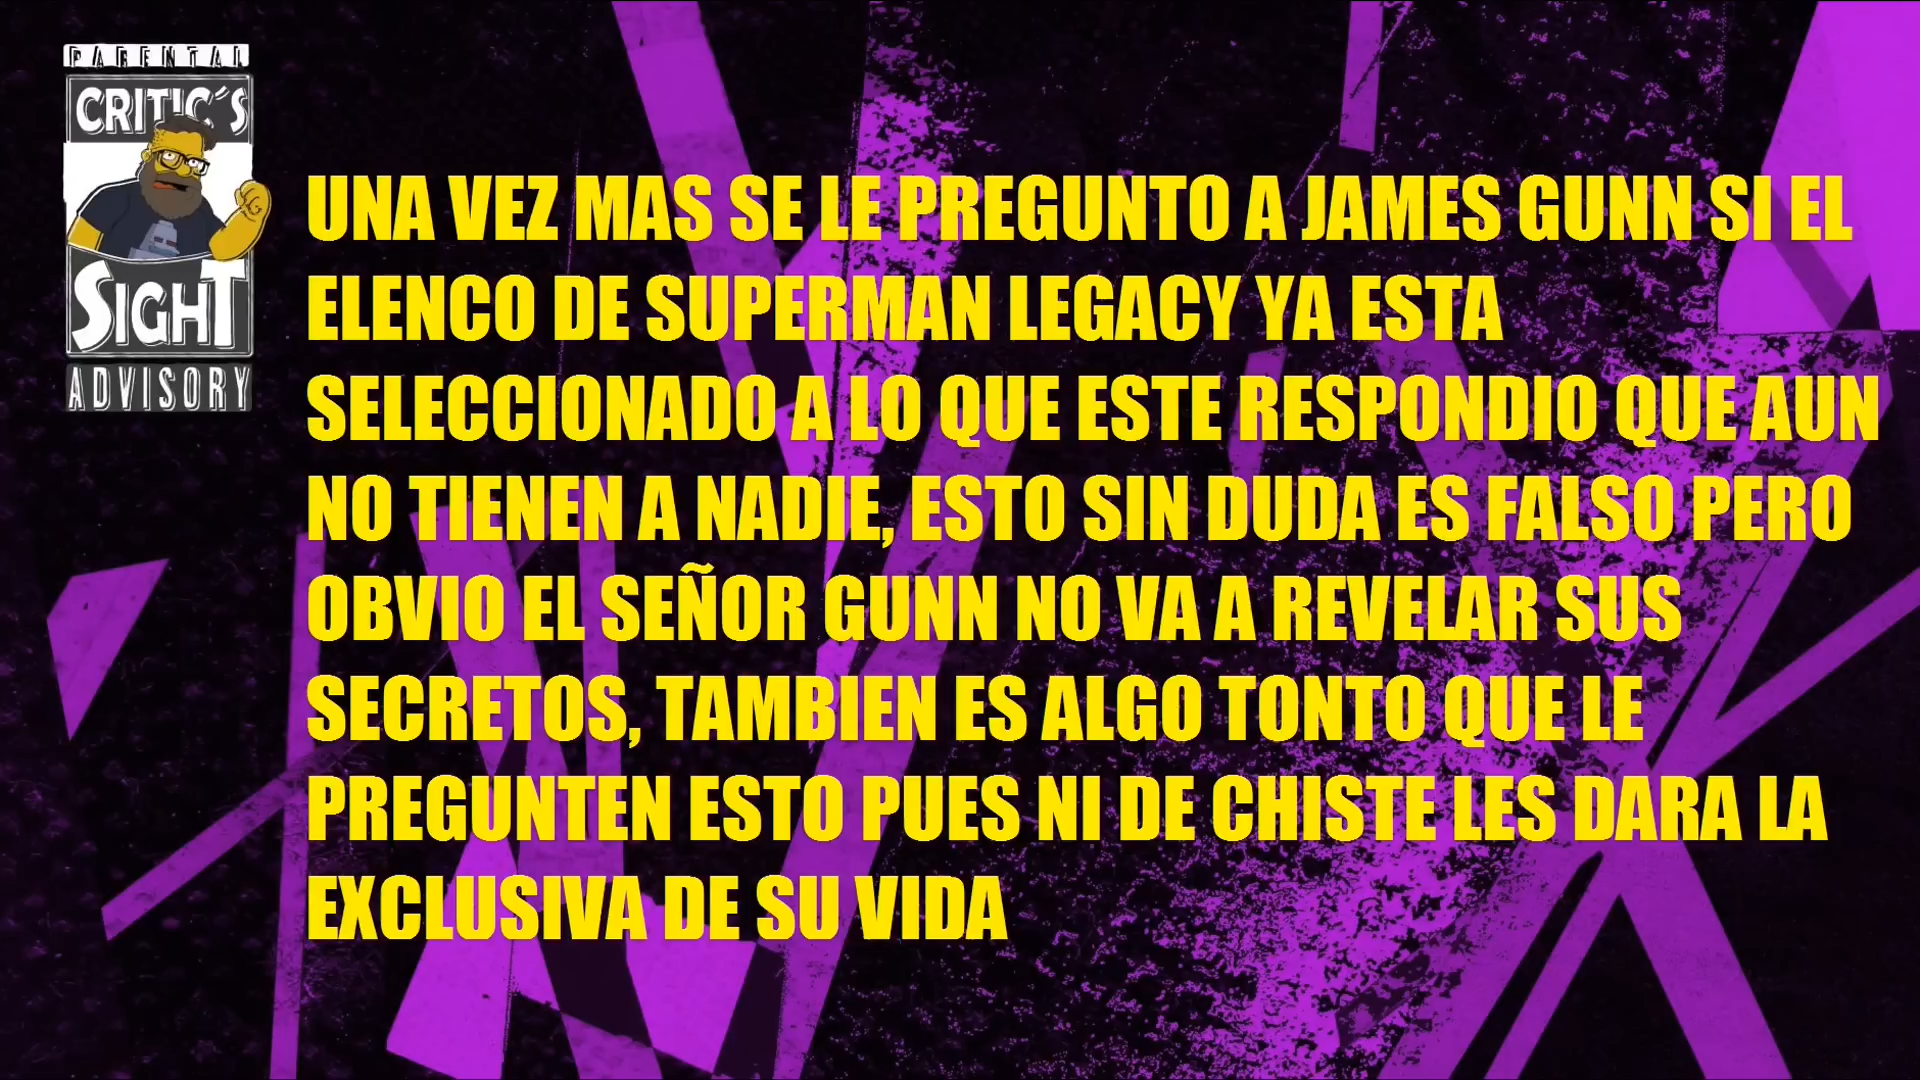 PARENTAL
CRITIC´S
SIGHT
ADVISORY
UNA VEZ MAS SE LE PREGUNTO A JAMES GUNN SI EL
ELENCO DE SUPERMAN LEGACY YA ESTA
SELECCIONADO A LO QUE ESTE RESPONDIO QUE AUN
NO TIENEN A NADIE, ESTO SIN DUDA ES FALSO PERO
OBVIO EL SEÑOR GUNN NO VA A REVELAR SUS
SECRETOS, TAMBIEN ES ALGO TONTO QUE LE
PREGUNTEN ESTO PUES NI DE CHISTE LES DARA LA
EXCLUSIVA DE SU VIDA